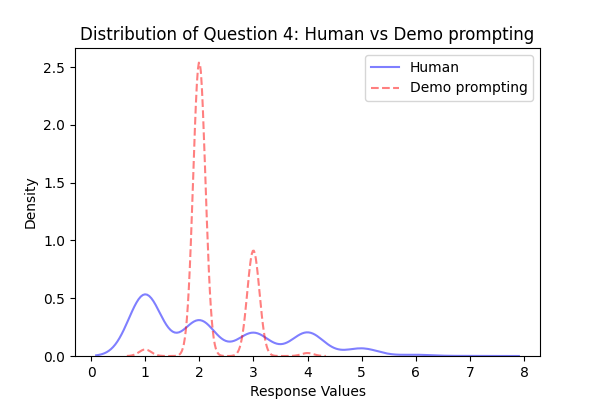 Distribution of Question 4: Human vs Demo prompting
Human
Demo prompting
Density
2.5
2.0
1.5
1.0
0.5
0.0
0 1 2 3 4 5 6 7 8
Response Values